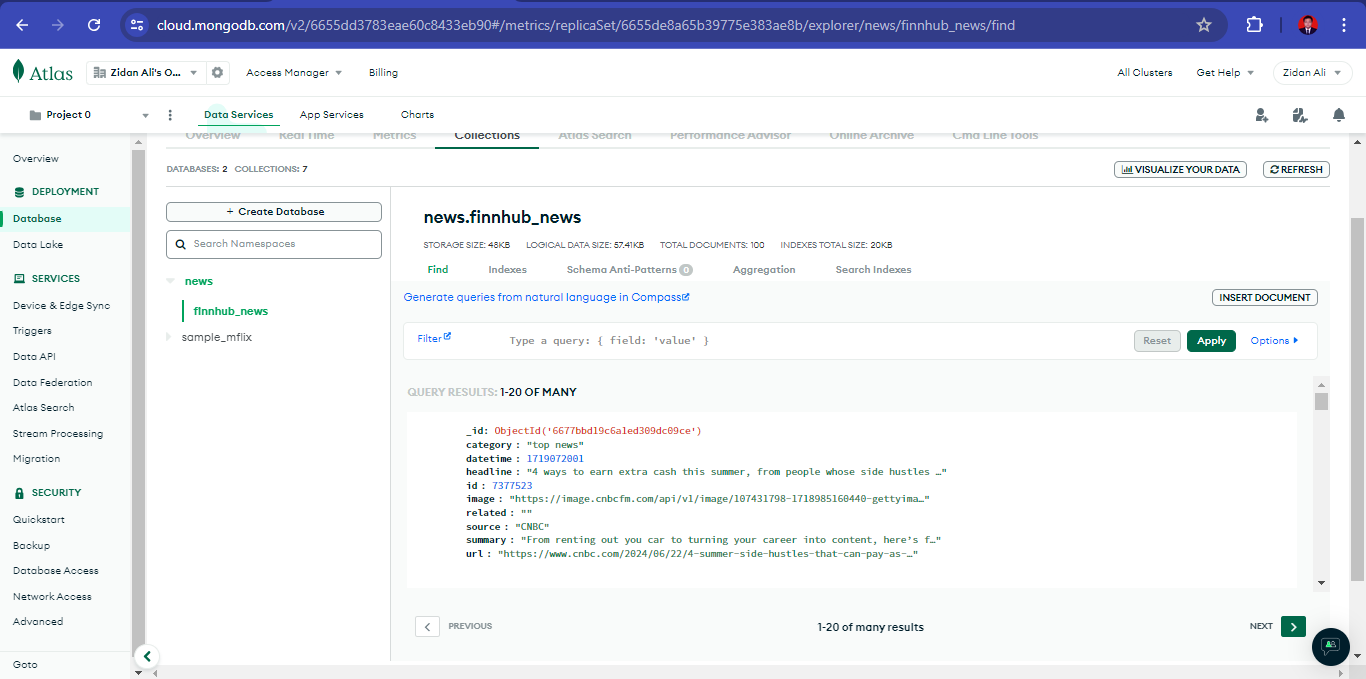 cloud.mongodb.com/v2/6655dd3783eae60c8433eb90#/metrics/replicaSet/6655de8a65b39775e383ae8b/explorer/news/finnhub_news/find
Atlas
Zidan Ali's O...
Access Manager
Billing
All Clusters
Get Help
Zidan Ali
Project 0
Data Services
App Services
Charts
Overview
Real Time
Metrics
Collections
Atlas Search
Performance Advisor
Online Archive
Cmd Line Tools
Overview
DEPLOYMENT
Database
Data Lake
SERVICES
Device & Edge Sync
Triggers
Data API
Data Federation
Atlas Search
Stream Processing
Migration
SECURITY
Quickstart
Backup
Database Access
Network Access
Advanced
Goto
DATABASES: 2 COLLECTIONS: 7
VISUALIZE YOUR DATA
REFRESH
+ Create Database
Search Namespaces
news
finnhub_news
sample_mflix
news.finnhub_news
STORAGE SIZE: 48KB LOGICAL DATA SIZE: 57.41KB TOTAL DOCUMENTS: 100 INDEXES TOTAL SIZE: 20KB
Find
Indexes
Schema Anti-Patterns 0
Aggregation
Search Indexes
Generate queries from natural language in Compass
INSERT DOCUMENT
Filter
Type a query: { field: 'value' }
Reset
Apply
Options
QUERY RESULTS: 1-20 OF MANY
_id: ObjectId('6677bbd19c6a1ed309dc09ce')
category : "top news"
datetime : 1719072001
headline : "4 ways to earn extra cash this summer, from people whose side hustles …"
id : 7377523
image : "https://image.cnbcfm.com/api/v1/image/107431798-1718985160440-gettyima…"
related : ""
source : "CNBC"
summary : "From renting out you car to turning your career into content, here’s f…"
url : "https://www.cnbc.com/2024/06/22/4-summer-side-hustles-that-can-pay-as-…"
PREVIOUS
1-20 of many results
NEXT